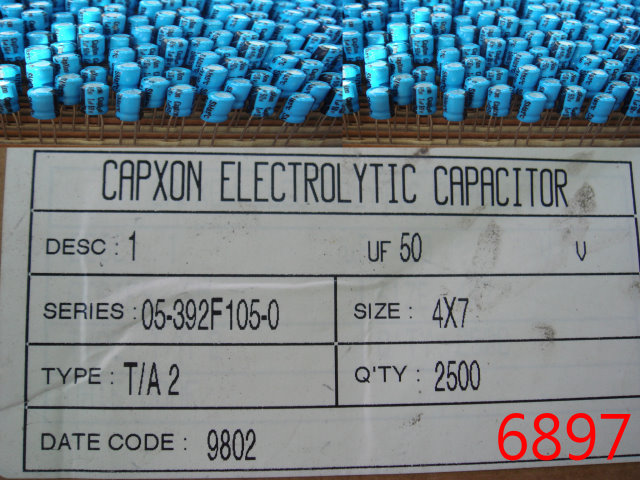 CAPXON ELECTROLYTIC CAPACITOR
DESC : 1 UF 50 V
SERIES : 05-392F105-0 SIZE : 4X7
TYPE : T/A 2 Q'TY : 2500
DATE CODE : 9802
6897